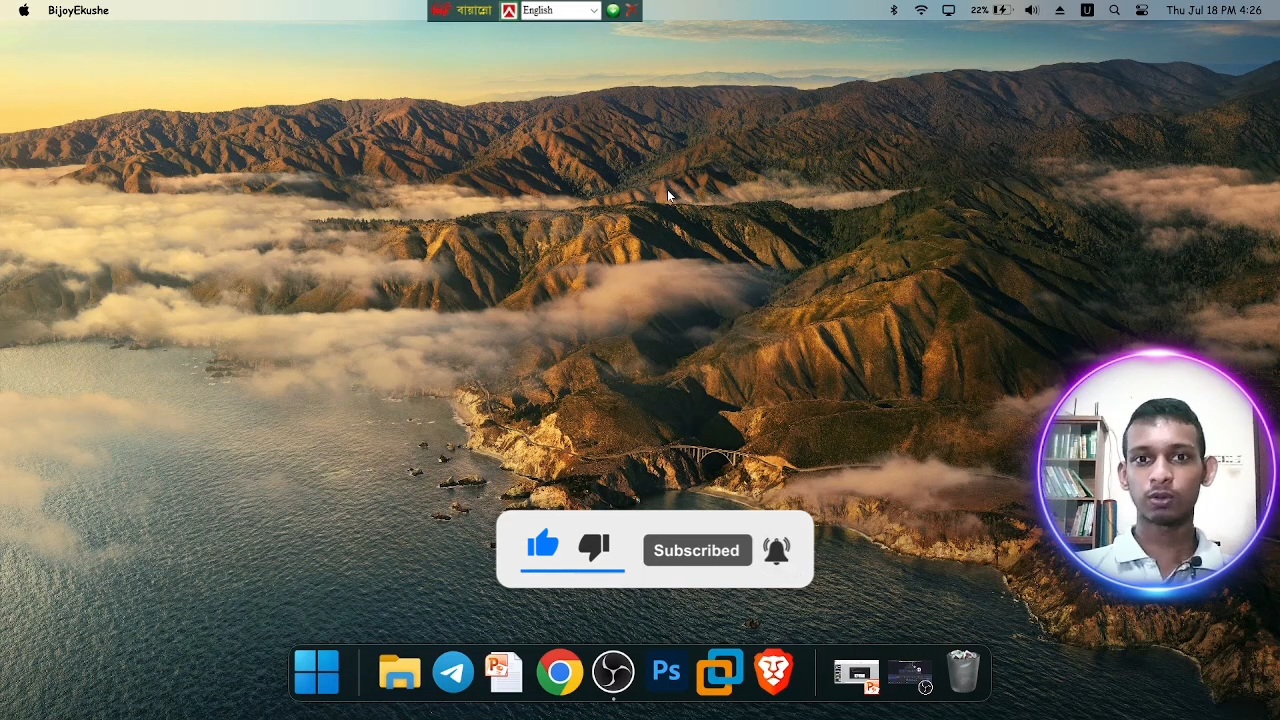 BijoyEkushe
বায়ান্নো
English
22%
U
Thu Jul 18 PM 4:26
Subscribed
Ps